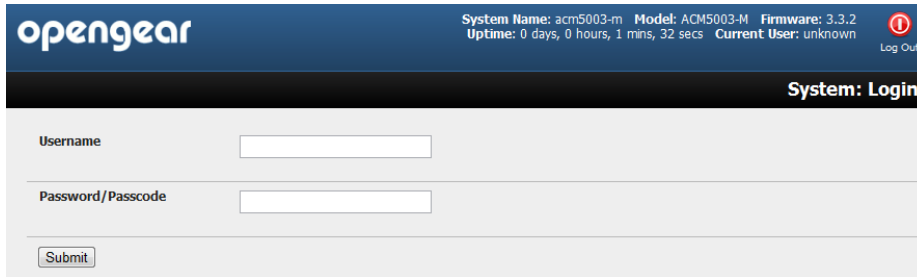 opengear
System Name: acm5003-m Model: ACM5003-M Firmware: 3.3.2
Uptime: 0 days, 0 hours, 1 mins, 32 secs Current User: unknown
Log Out
System: Login
Username
Password/Passcode
Submit